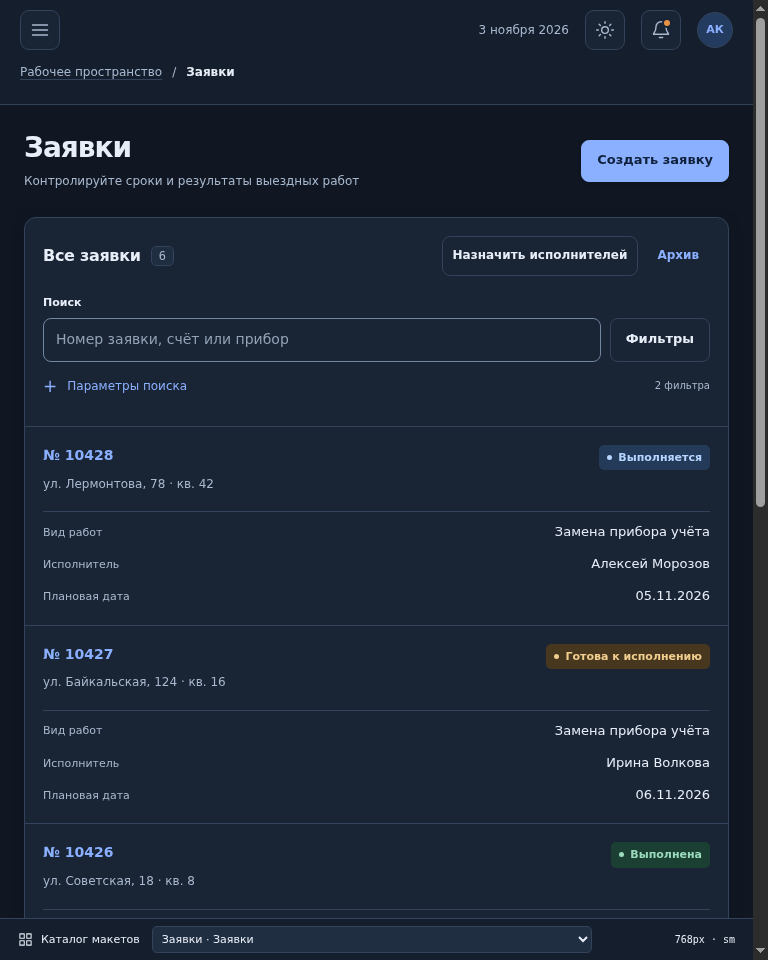 3 ноября 2026
АК
Рабочее пространство / Заявки
Заявки
Контролируйте сроки и результаты выездных работ
Создать заявку
Все заявки 6
Назначить исполнителей
Архив
Поиск
Номер заявки, счёт или прибор
Фильтры
+ Параметры поиска
2 фильтра
№ 10428
Выполняется
ул. Лермонтова, 78 · кв. 42
Вид работ Замена прибора учёта
Исполнитель Алексей Морозов
Плановая дата 05.11.2026
№ 10427
Готова к исполнению
ул. Байкальская, 124 · кв. 16
Вид работ Замена прибора учёта
Исполнитель Ирина Волкова
Плановая дата 06.11.2026
№ 10426
Выполнена
ул. Советская, 18 · кв. 8
Каталог макетов
Заявки · Заявки
768px · sm